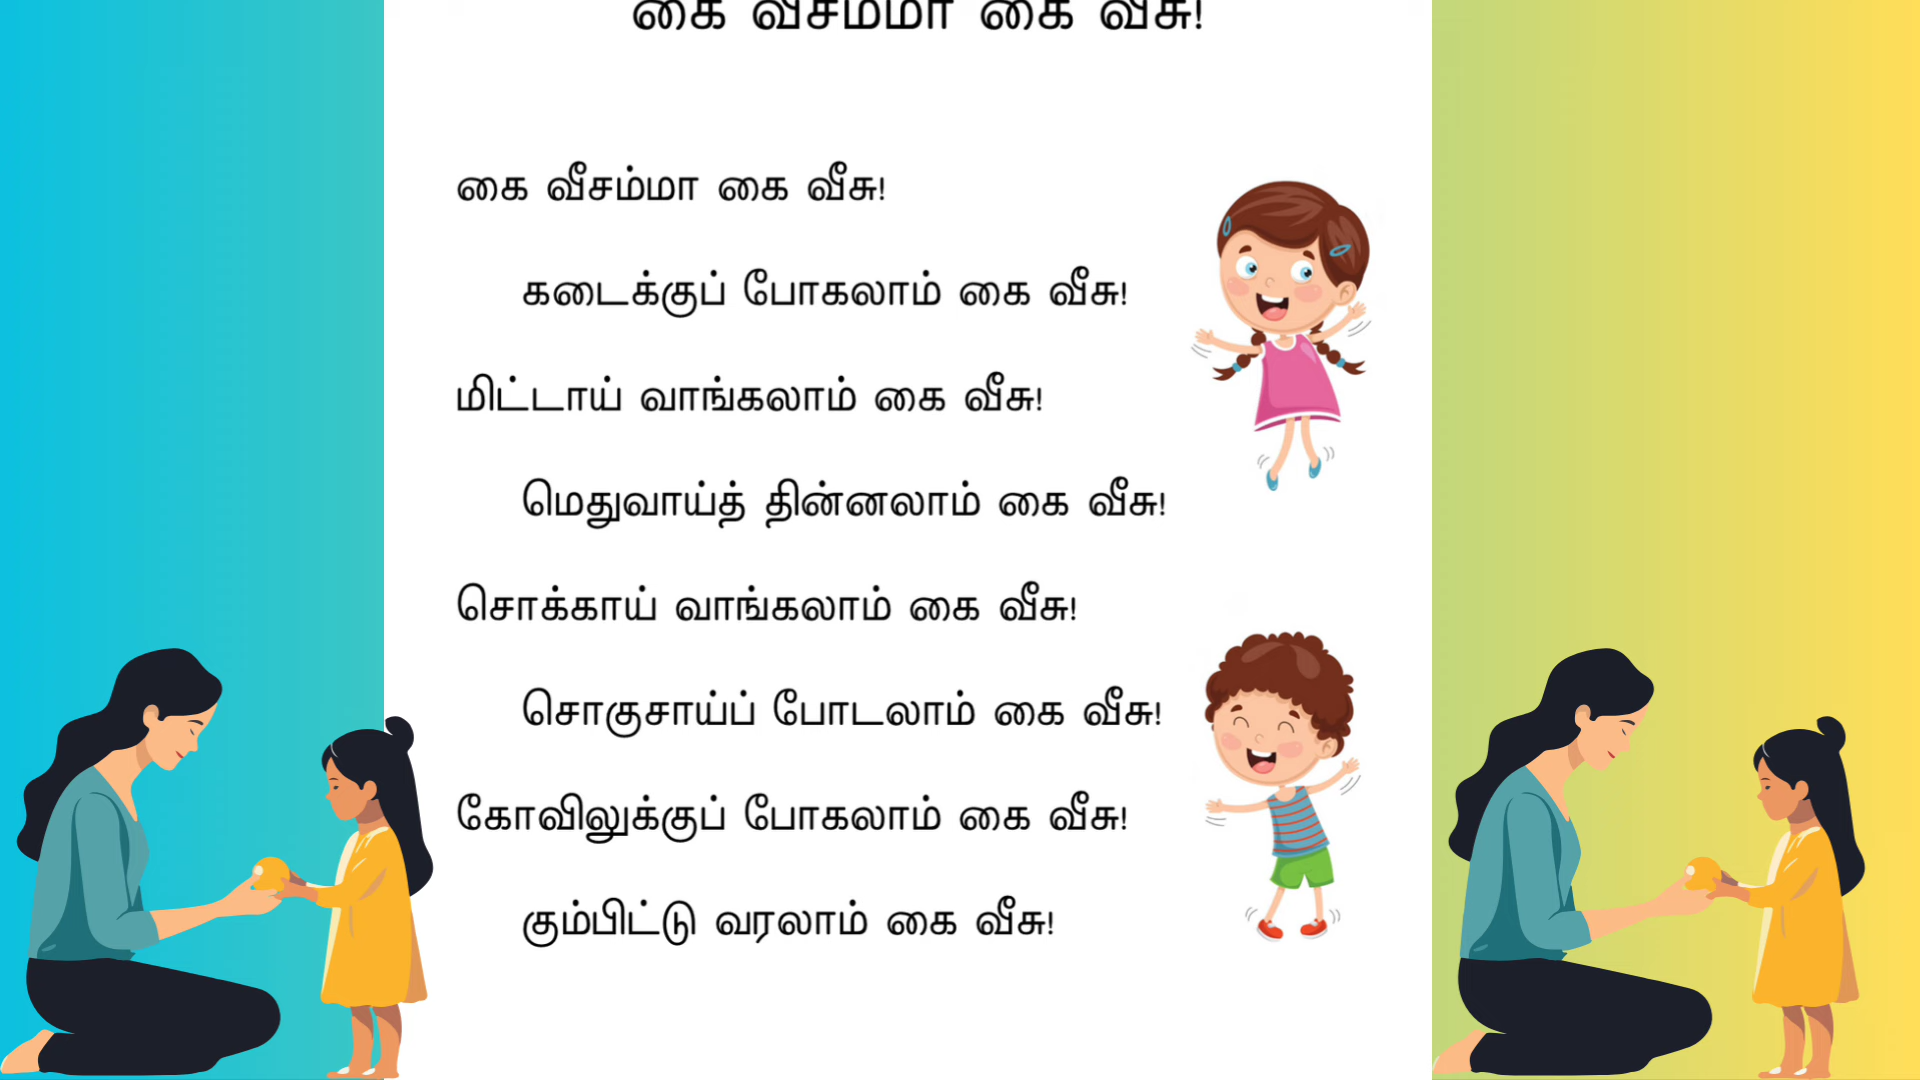 கை வீசம்மா கை வீசு!
கை வீசம்மா கை வீசு!
கடைக்குப் போகலாம் கை வீசு!
மிட்டாய் வாங்கலாம் கை வீசு!
மெதுவாய்த் தின்னலாம் கை வீசு!
சொக்காய் வாங்கலாம் கை வீசு!
சொகுசாய்ப் போடலாம் கை வீசு!
கோவிலுக்குப் போகலாம் கை வீசு!
கும்பிட்டு வரலாம் கை வீசு!